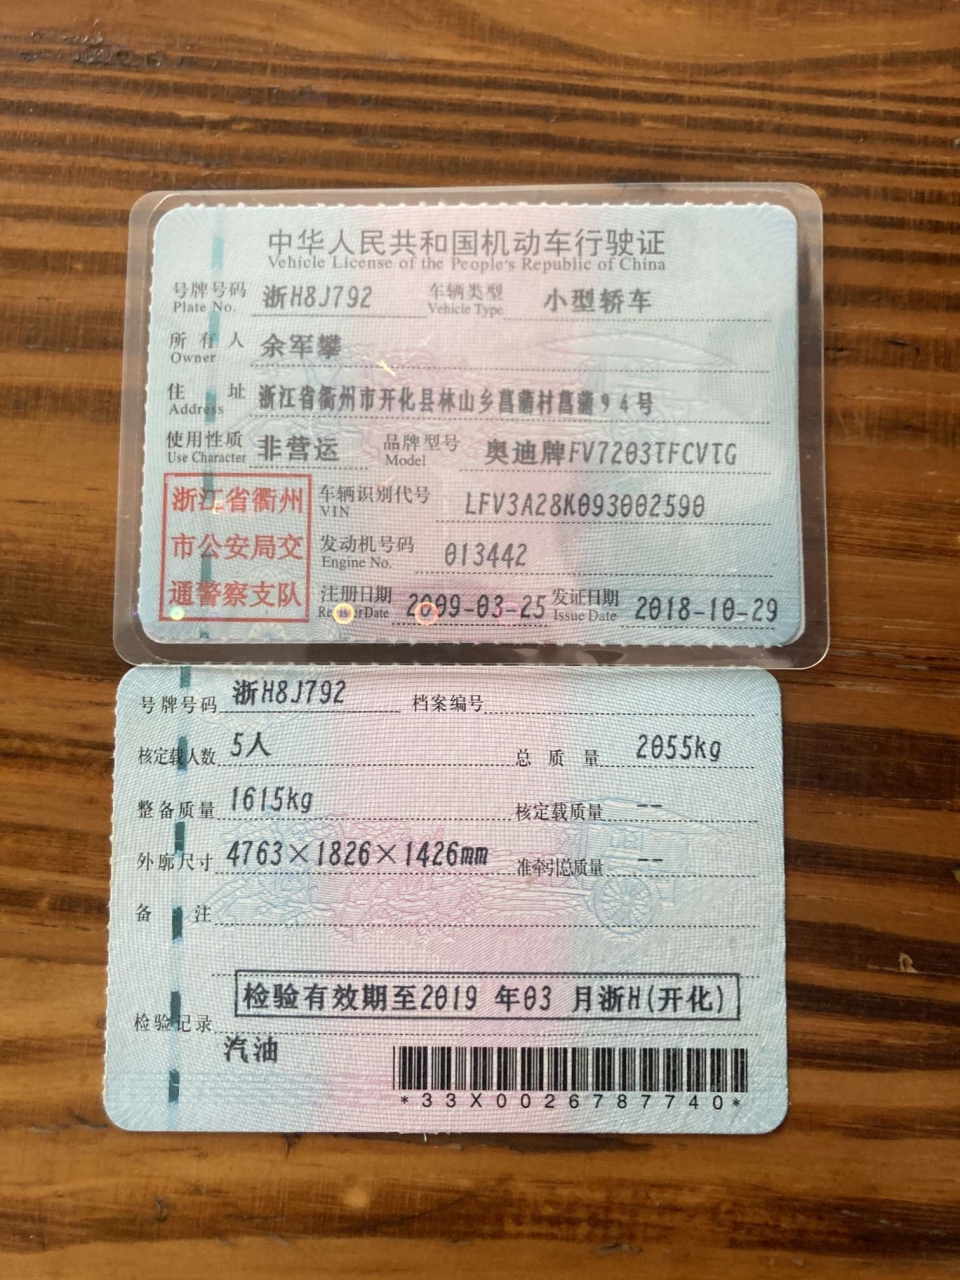 中华人民共和国机动车行驶证
Vehicle License of the People's Republic of China
号牌号码 浙H8J792 车辆类型 小型轿车
Plate No. Vehicle Type
所有人 余军攀
Owner
住址 浙江省衢州市开化县林山乡菖蒲村菖蒲94号
Address
使用性质 非营运 品牌型号 奥迪牌FV7203TFCVTG
Use Character Model
浙江省衢州
市公安局交
通警察支队
车辆识别代号 LFV3A28K093002590
VIN
发动机号码 013442
Engine No.
注册日期 2009-03-25 发证日期 2018-10-29
Register Date Issue Date
号牌号码 浙H8J792 档案编号
核定载人数 5人 总质量 2055kg
整备质量 1615kg 核定载质量 --
外廓尺寸 4763×1826×1426mm 准牵引总质量 --
备注
检验有效期至2019 年03 月浙H(开化)
检验记录
汽油
*33X0026787740*